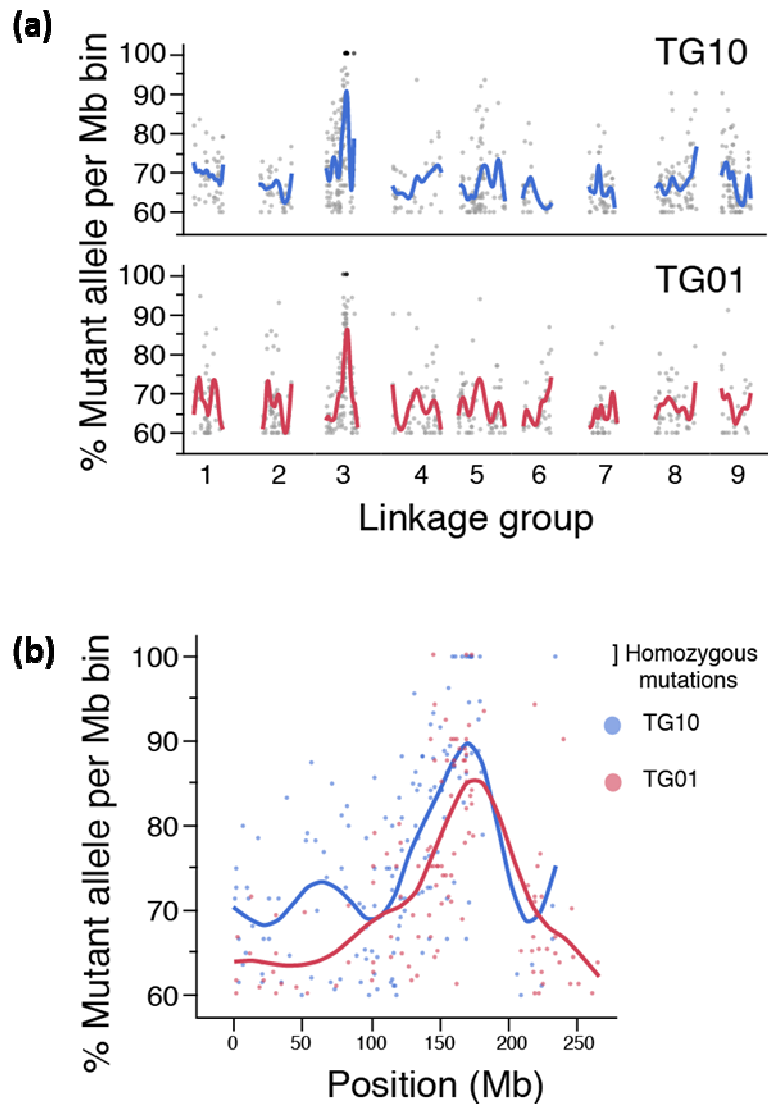 (a)
% Mutant allele per Mb bin
TG10
100
90
80
70
60
TG01
100
90
80
70
60
1 2 3 4 5 6 7 8 9
Linkage group
(b)
% Mutant allele per Mb bin
100
90
80
70
60
] Homozygous
mutations
TG10
TG01
0 50 100 150 200 250
Position (Mb)